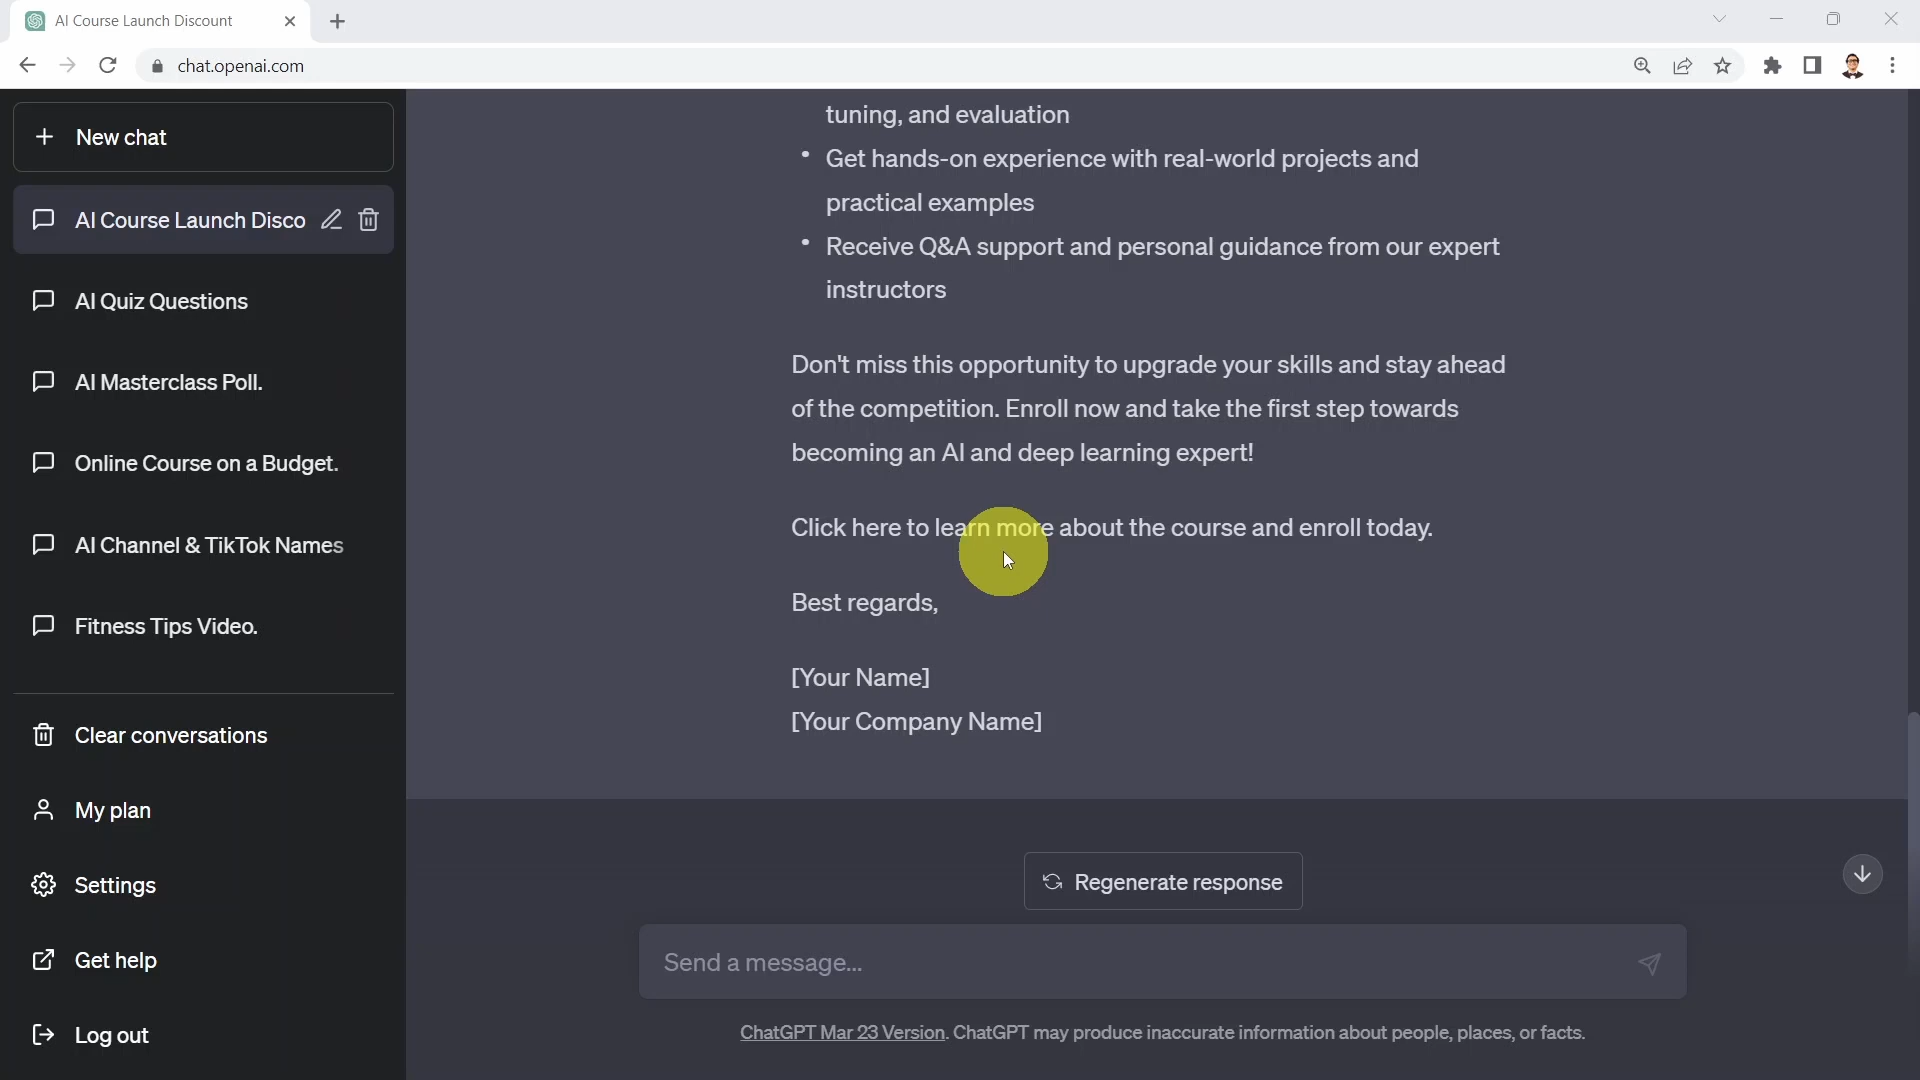 AI Course Launch Discount
chat.openai.com
New chat
AI Course Launch Disco
AI Quiz Questions
AI Masterclass Poll.
Online Course on a Budget.
AI Channel & TikTok Names
Fitness Tips Video.
Clear conversations
My plan
Settings
Get help
Log out
tuning, and evaluation
• Get hands-on experience with real-world projects and
practical examples
• Receive Q&A support and personal guidance from our expert
instructors
Don't miss this opportunity to upgrade your skills and stay ahead
of the competition. Enroll now and take the first step towards
becoming an AI and deep learning expert!
Click here to learn more about the course and enroll today.
Best regards,
[Your Name]
[Your Company Name]
Regenerate response
Send a message...
ChatGPT Mar 23 Version. ChatGPT may produce inaccurate information about people, places, or facts.